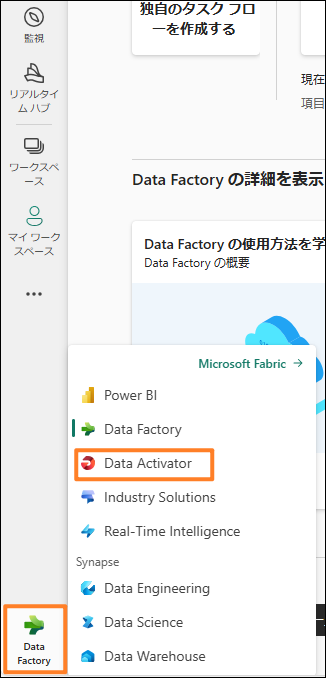 監視
リアルタイ
ム ハブ
ワークスペ
ース
マイ ワーク
スペース
独自のタスク フロ
ーを作成する
現在
項目
Data Factory の詳細を表示
Data Factory の使用方法を学
Data Factory の概要
Microsoft Fabric →
Power BI
Data Factory
Data Activator
Industry Solutions
Real-Time Intelligence
Synapse
Data Engineering
Data Science
Data Warehouse
Data
Factory